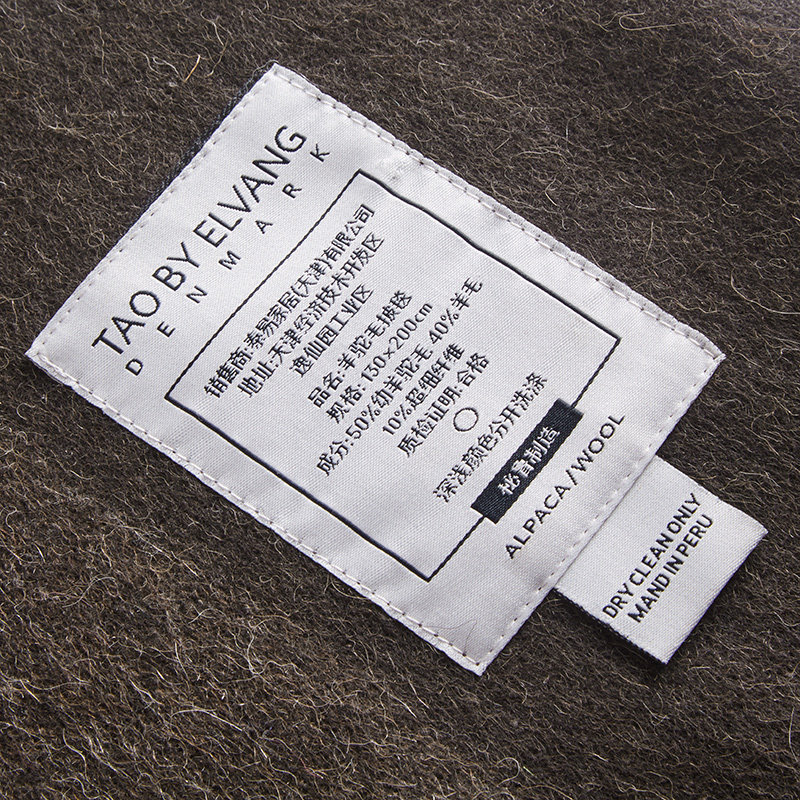 TAO BY ELVANG
DENMARK
销售商:泰易家居(天津)有限公司
地址:天津经济技术开发区
逸仙园工业区
品名:羊驼毛披毯
规格:130×200cm
成分:50%幼羊驼毛, 40%羊毛
10%超细纤维
质检证明:合格
深浅颜色分开洗涤
秘鲁制造
ALPACA/WOOL
DRY CLEAN ONLY
MAND IN PERU